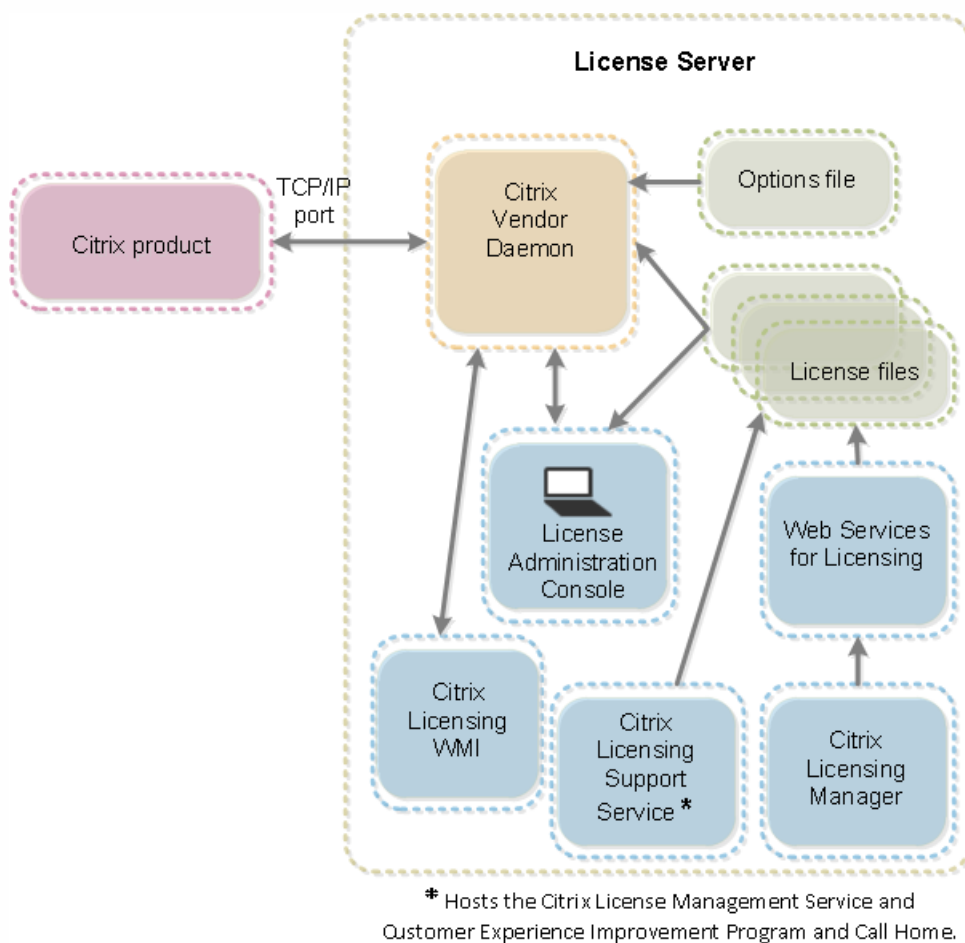 License Server
TCP/IP
port
Citrix product
Citrix
Vendor
Daemon
Options file
License files
License
Administration
Console
Web Services
for Licensing
Citrix
Licensing
WMI
Citrix
Licensing
Support
Service *
Citrix
Licensing
Manager
* Hosts the Citrix License Management Service and
Customer Experience Improvement Program and Call Home.